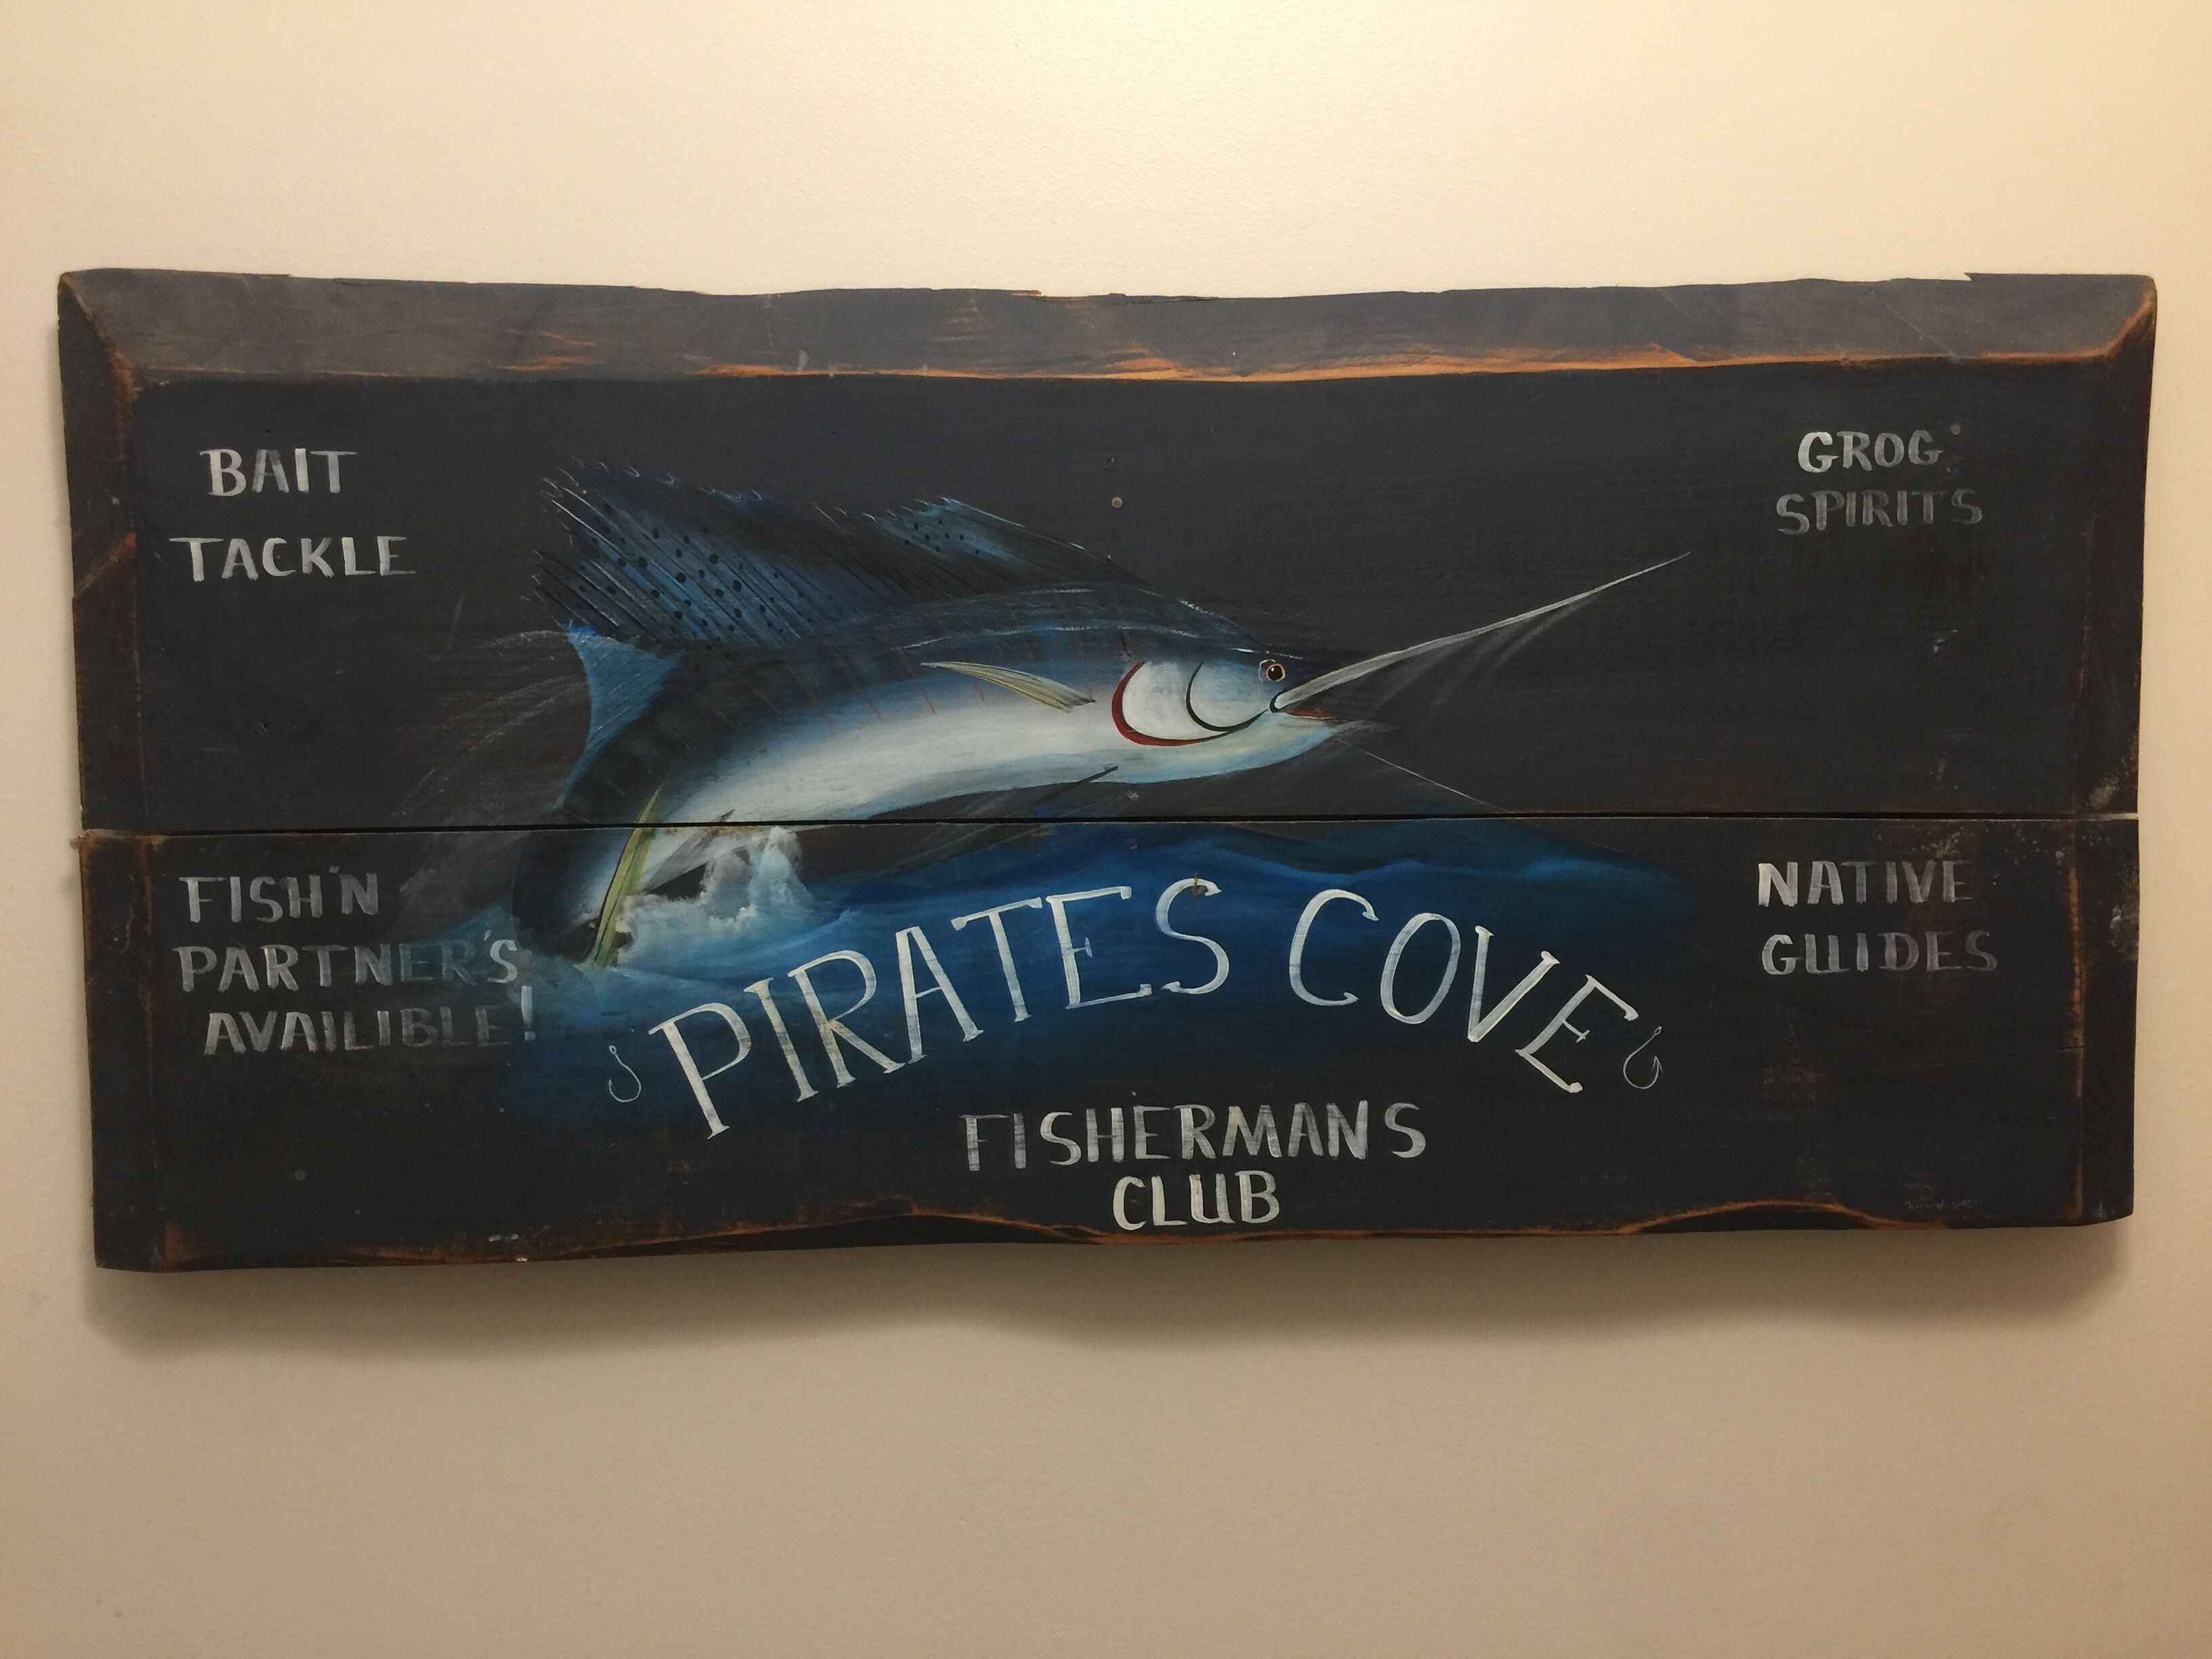 BAIT
TACKLE
GROG
SPIRITS
FISH'N
PARTNER'S
AVAILIBLE!
NATIVE
GUIDES
PIRATES COVE
FISHERMANS
CLUB